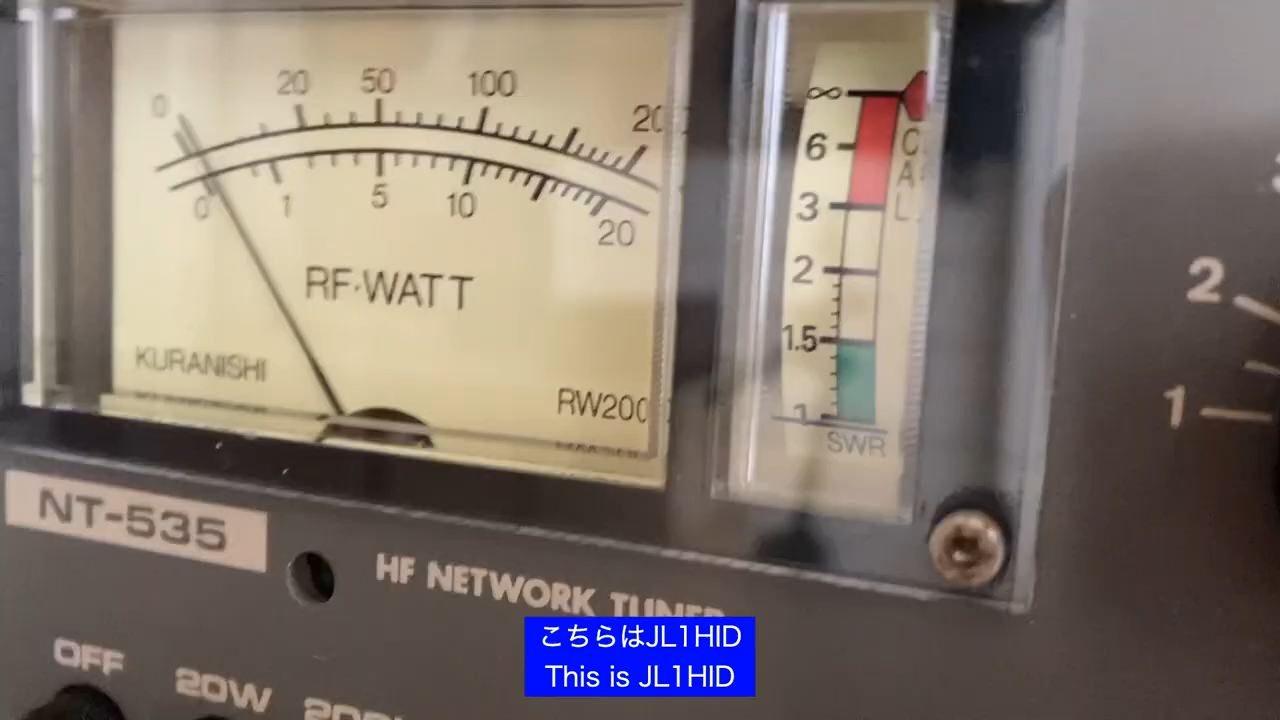 0 20 50 100 20
0 1 5 10 20
RF·WATT
KURANISHI
RW200
∞
6
3
2
1.5
1
SWR
CAL
2
1
NT-535
HF NETWORK TUNER
OFF 20W
こちらはJL1HID
This is JL1HID